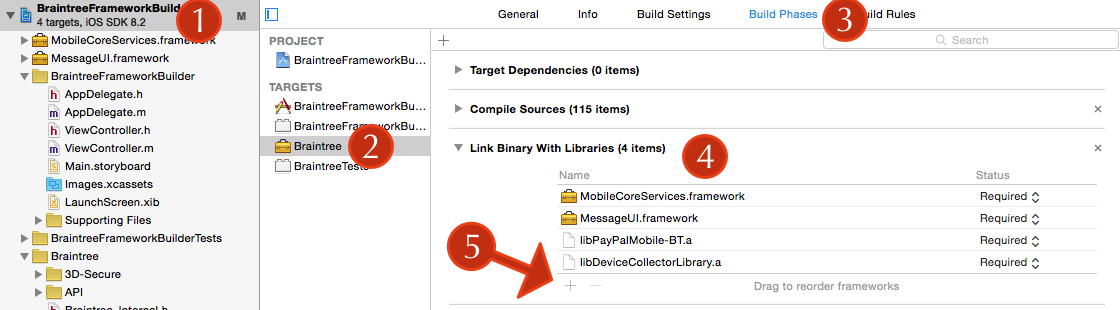 BraintreeFrameworkBuilder
4 targets, iOS SDK 8.2
M
1
MobileCoreServices.framework
MessageUI.framework
BraintreeFrameworkBuilder
AppDelegate.h
AppDelegate.m
ViewController.h
ViewController.m
Main.storyboard
Images.xcassets
LaunchScreen.xib
Supporting Files
BraintreeFrameworkBuilderTests
Braintree
3D-Secure
API
Braintree_Internal.h
General
Info
Build Settings
Build Phases
3
Build Rules
PROJECT
BraintreeFrameworkBu...
TARGETS
BraintreeFrameworkBu...
BraintreeFrameworkBu...
Braintree
2
BraintreeTests
Search
Target Dependencies (0 items)
Compile Sources (115 items)
Link Binary With Libraries (4 items)
4
Name
Status
MobileCoreServices.framework
Required
MessageUI.framework
Required
libPayPalMobile-BT.a
Required
libDeviceCollectorLibrary.a
Required
5
Drag to reorder frameworks